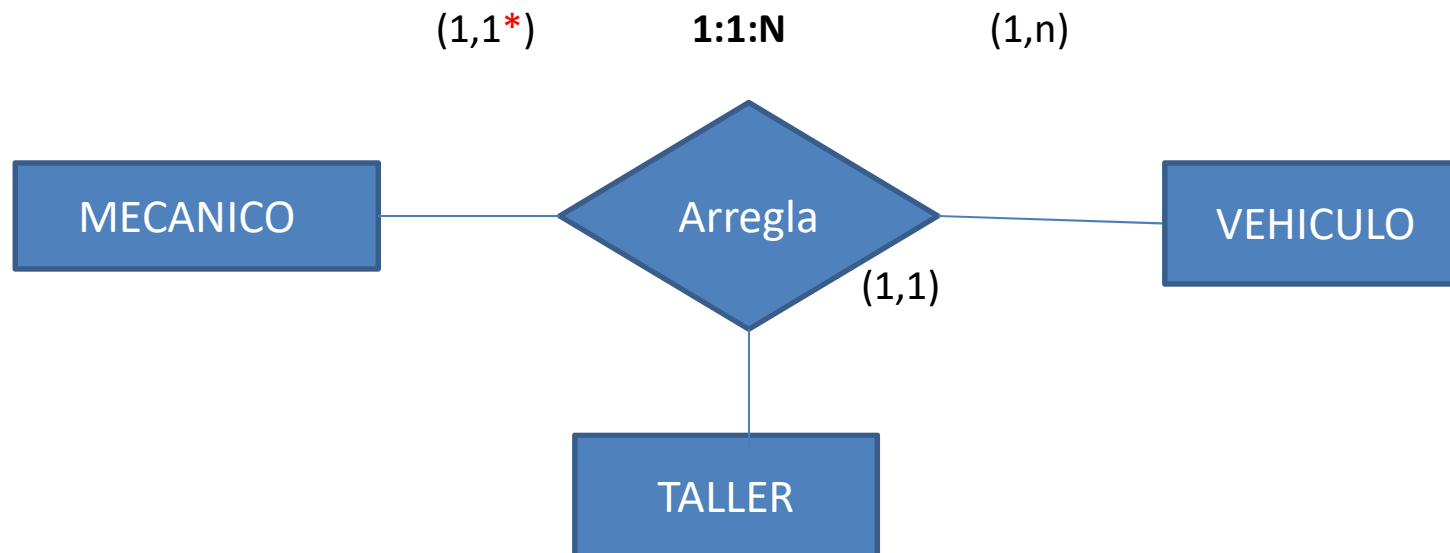 (1,1*)
1:1:N
(1,n)
MECANICO
Arregla
VEHICULO
(1,1)
TALLER